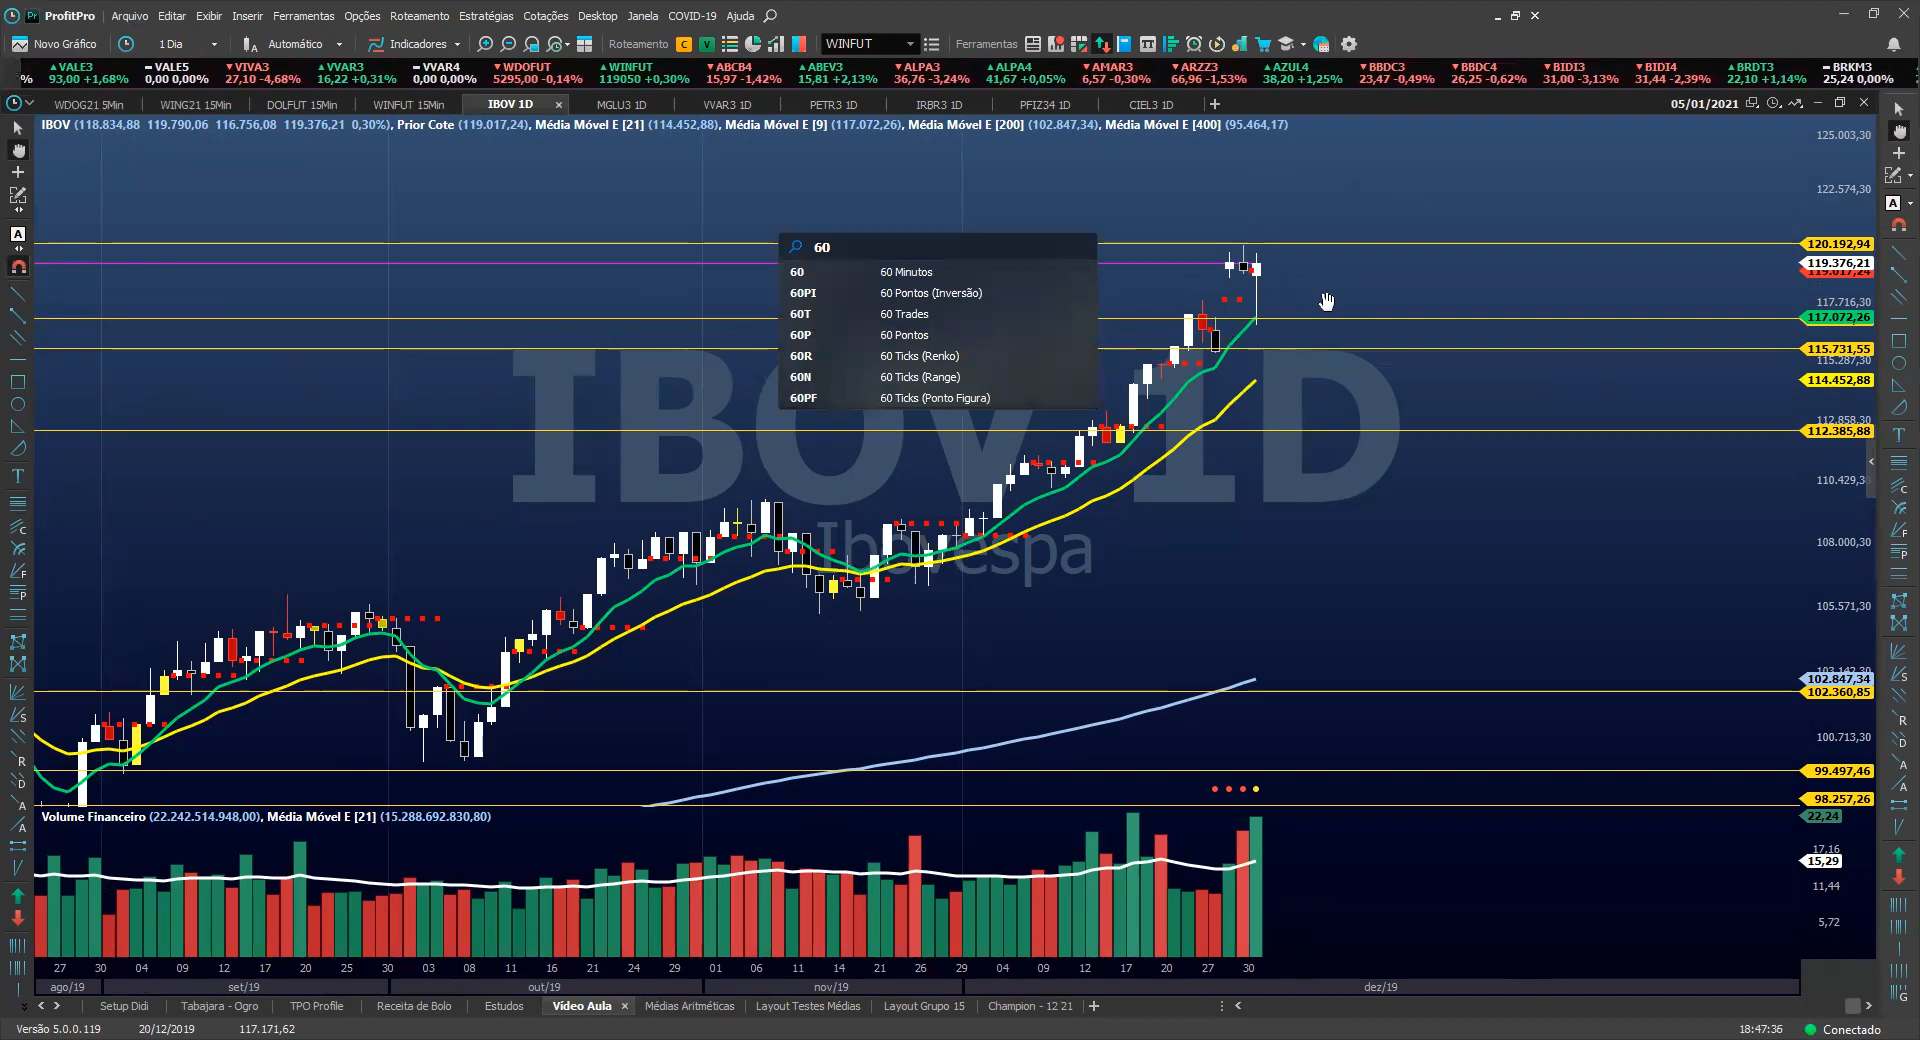 ProfitPro Arquivo Editar Exibir Inserir Ferramentas Opções Roteamento Estratégias Cotações Desktop Janela COVID-19 Ajuda
Novo Gráfico 1 Dia Automático Indicadores Roteamento C V WINFUT Ferramentas
VALE3 VALE5 VIVA3 VVAR3 VVAR4 WDOFUT WINFUT ABCB4 ABEV3 ALPA3 ALPA4 AMAR3 ARZZ3 AZUL4 BBDC3 BBDC4 BIDI3 BIDI4 BRDT3 BRKM3
% 93,00 +1,68% 0,00 0,00% 27,10 -4,68% 16,22 +0,31% 0,00 0,00% 5295,00 -0,14% 119050 +0,30% 15,97 -1,42% 15,81 +2,13% 36,76 -3,24% 41,67 +0,05% 6,57 -0,30% 66,96 -1,53% 38,20 +1,25% 23,47 -0,49% 26,25 -0,62% 31,00 -3,13% 31,44 -2,39% 22,10 +1,14% 25,24 0,00%
WDOG21 5Min WING21 15Min DOLFUT 15Min WINFUT 15Min IBOV 1D MGLU3 1D VVAR3 1D PETR3 1D IRBR3 1D PFIZ34 1D CIEL3 1D 05/01/2021
IBOV (118.834,88 119.790,06 116.756,08 119.376,21 0,30%), Prior Cote (119.017,24), Média Móvel E [21] (114.452,88), Média Móvel E [9] (117.072,26), Média Móvel E [200] (102.847,34), Média Móvel E [400] (95.464,17)
125.003,30
122.574,30
120.192,94
119.376,21
119.017,24
117.716,30
117.072,26
115.731,55
115.287,30
114.452,88
112.858,30
112.385,88
110.429,30
108.000,30
105.571,30
103.142,30
102.847,34
102.360,85
100.713,30
99.497,46
98.257,26
60
60 60 Minutos
60PI 60 Pontos (Inversão)
60T 60 Trades
60P 60 Pontos
60R 60 Ticks (Renko)
60N 60 Ticks (Range)
60PF 60 Ticks (Ponto Figura)
IBOV 1D
Ibovespa
Volume Financeiro (22.242.514.948,00), Média Móvel E [21] (15.288.692.830,80)
22,24
17,16
15,29
11,44
5,72
27 30 04 09 12 17 20 25 30 03 08 11 16 21 24 29 01 06 11 14 21 26 29 04 09 12 17 20 27 30
ago/19 set/19 out/19 nov/19 dez/19
Setup Didi Tabajara - Ogro TPO Profile Receita de Bolo Estudos Vídeo Aula Médias Aritméticas Layout Testes Médias Layout Grupo 15 Champion - 12 21
Versão 5.0.0.119 20/12/2019 117.171,62 18:47:36 Conectado